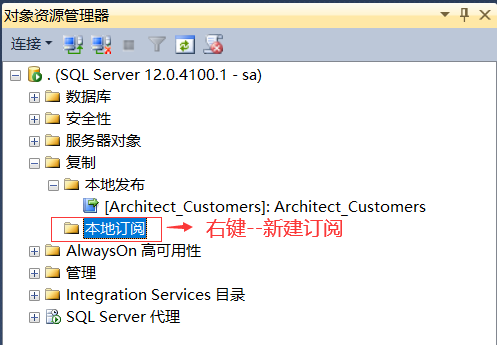 对象资源管理器
连接
. (SQL Server 12.0.4100.1 - sa)
数据库
安全性
服务器对象
复制
本地发布
[Architect_Customers]: Architect_Customers
本地订阅 右键--新建订阅
AlwaysOn 高可用性
管理
Integration Services 目录
SQL Server 代理